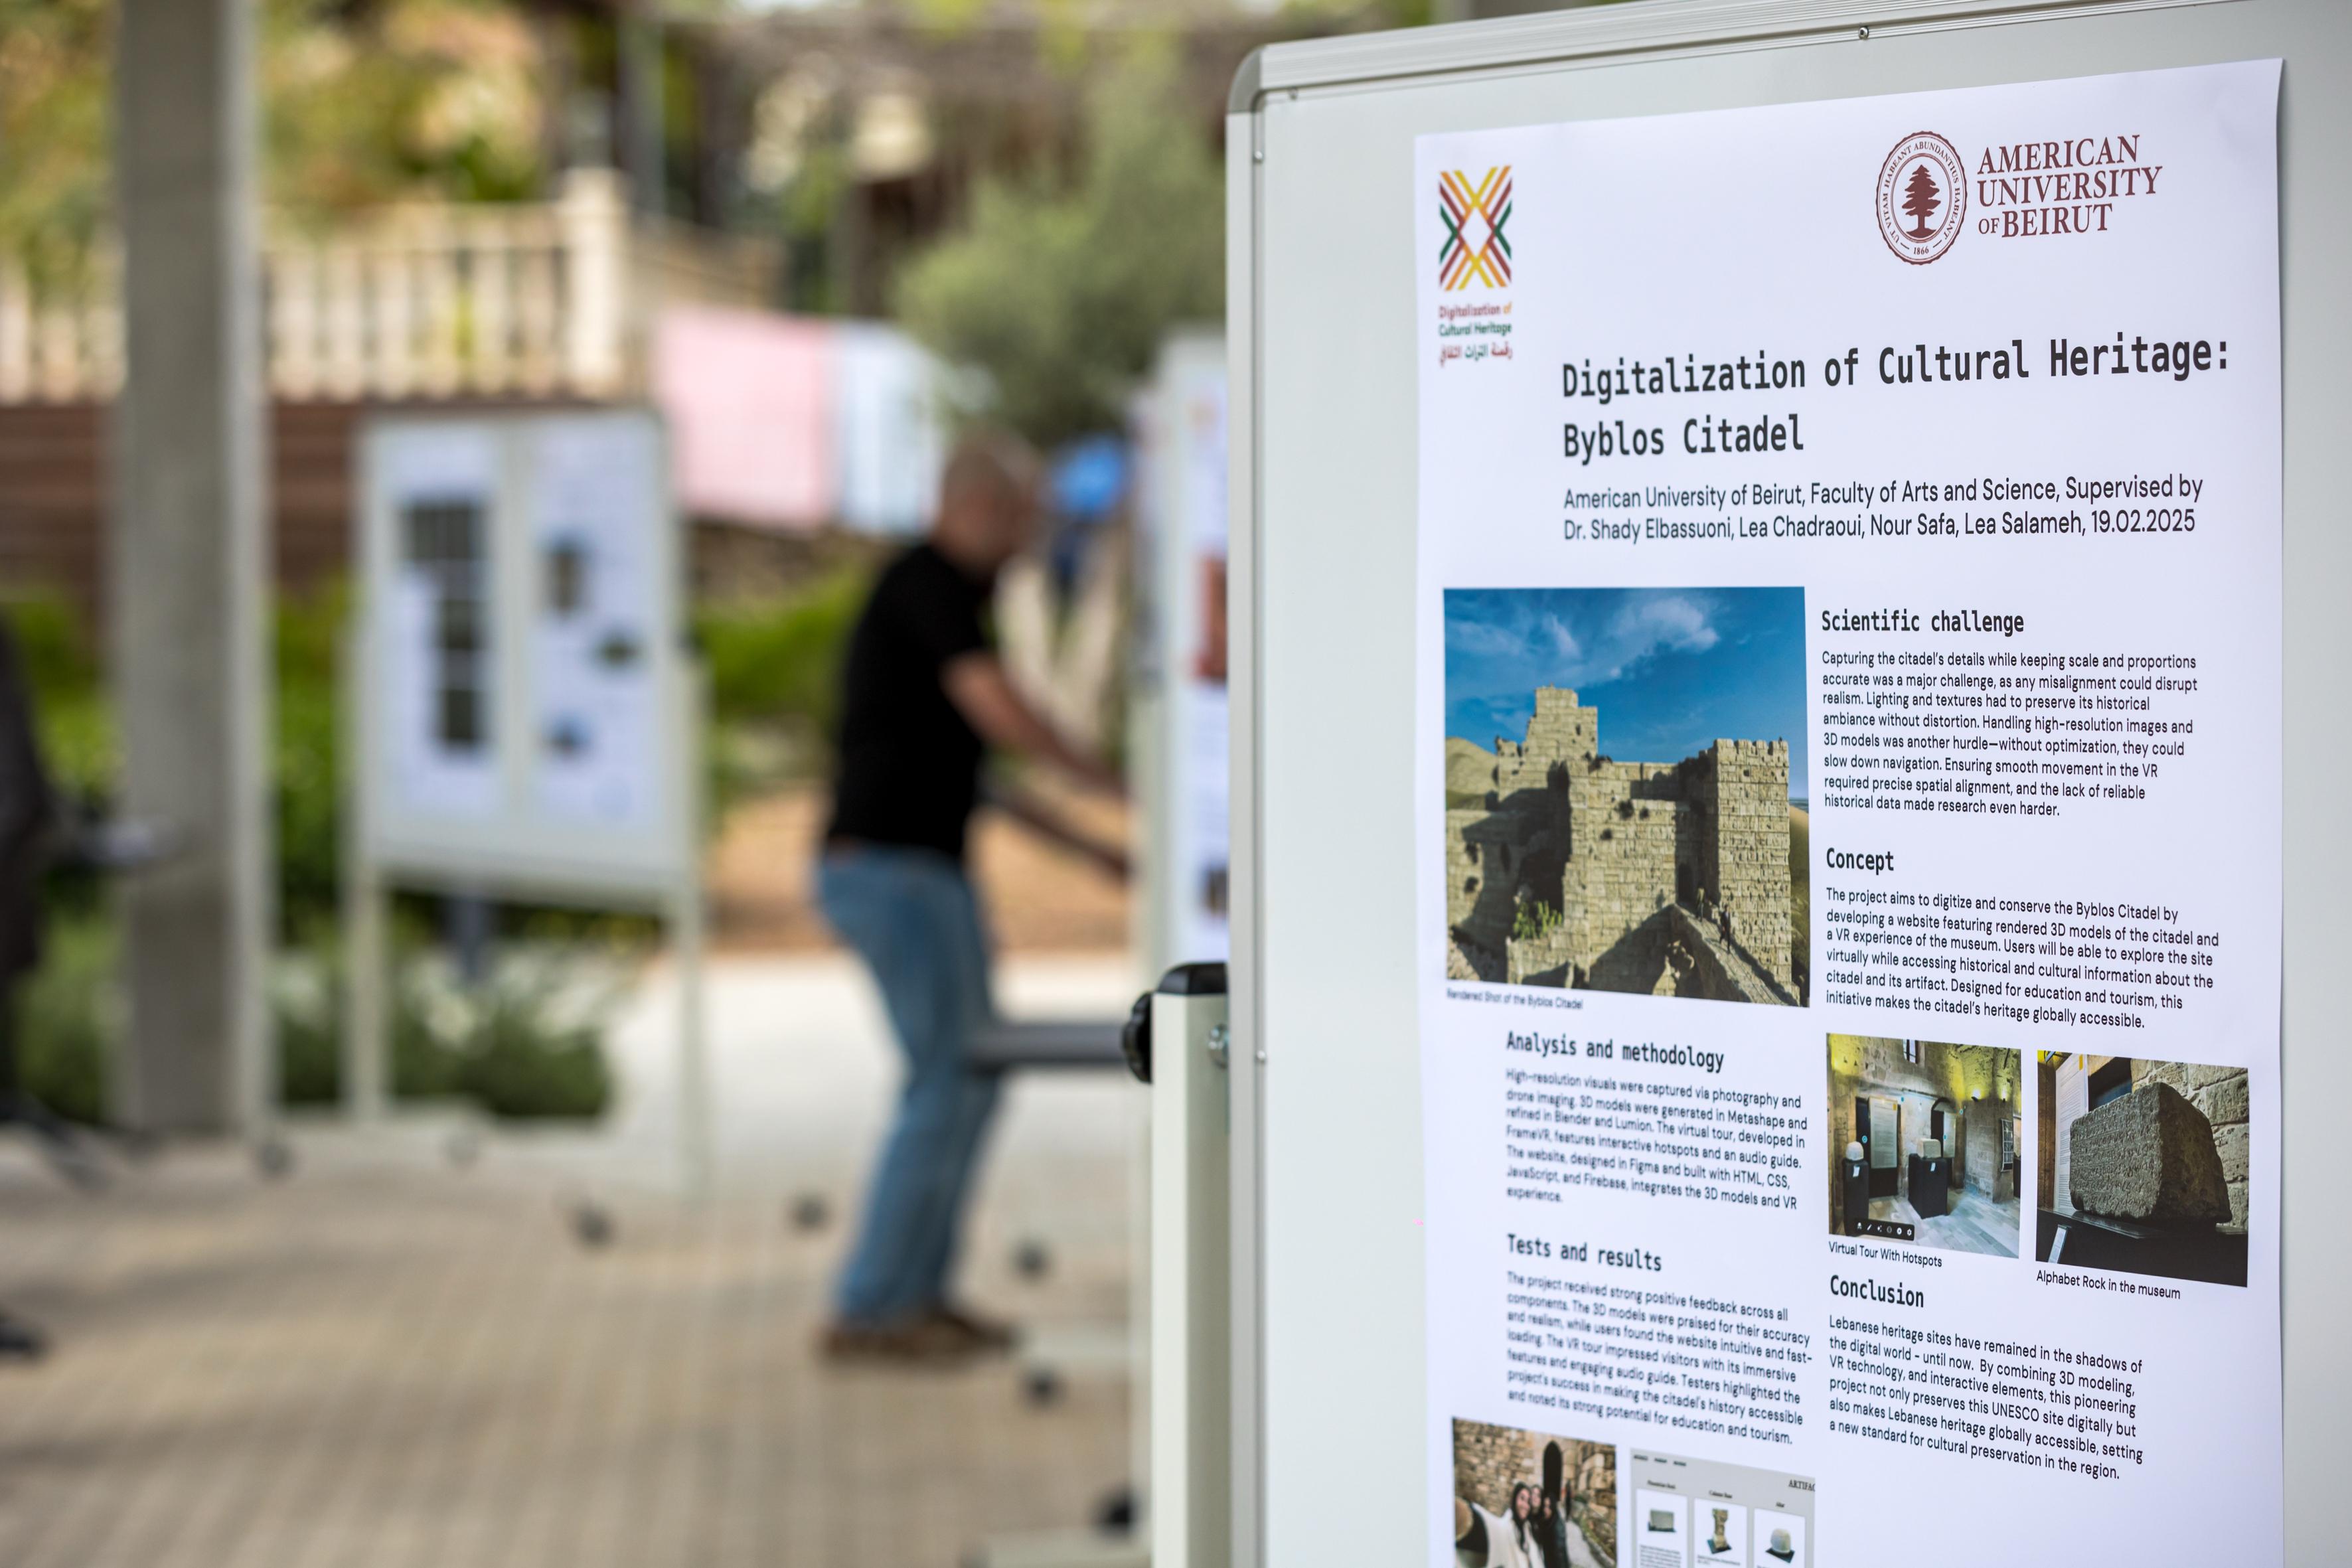 Digitalization of
Cultural Heritage
رقمنة التراث الثقافي
UT VITAM HABEANT ABUNDANTIUS HABEANT
1866
AMERICAN
UNIVERSITY
OF BEIRUT
Digitalization of Cultural Heritage:
Byblos Citadel
American University of Beirut, Faculty of Arts and Science, Supervised by
Dr. Shady Elbassuoni, Lea Chadraoui, Nour Safa, Lea Salameh, 19.02.2025
Rendered Shot of the Byblos Citadel
Scientific challenge
Capturing the citadel's details while keeping scale and proportions
accurate was a major challenge, as any misalignment could disrupt
realism. Lighting and textures had to preserve its historical
ambiance without distortion. Handling high-resolution images and
3D models was another hurdle—without optimization, they could
slow down navigation. Ensuring smooth movement in the VR
required precise spatial alignment, and the lack of reliable
historical data made research even harder.
Concept
The project aims to digitize and conserve the Byblos Citadel by
developing a website featuring rendered 3D models of the citadel and
a VR experience of the museum. Users will be able to explore the site
virtually while accessing historical and cultural information about the
citadel and its artifact. Designed for education and tourism, this
initiative makes the citadel's heritage globally accessible.
Analysis and methodology
High-resolution visuals were captured via photography and
drone imaging. 3D models were generated in Metashape and
refined in Blender and Lumion. The virtual tour, developed in
FrameVR, features interactive hotspots and an audio guide.
The website, designed in Figma and built with HTML, CSS,
JavaScript, and Firebase, integrates the 3D models and VR
experience.
Tests and results
The project received strong positive feedback across all
components. The 3D models were praised for their accuracy
and realism, while users found the website intuitive and fast-
loading. The VR tour impressed visitors with its immersive
features and engaging audio guide. Testers highlighted the
project's success in making the citadel's history accessible
and noted its strong potential for education and tourism.
Virtual Tour With Hotspots
Alphabet Rock in the museum
Conclusion
Lebanese heritage sites have remained in the shadows of
the digital world - until now. By combining 3D modeling,
VR technology, and interactive elements, this pioneering
project not only preserves this UNESCO site digitally but
also makes Lebanese heritage globally accessible, setting
a new standard for cultural preservation in the region.
ARTIFAC